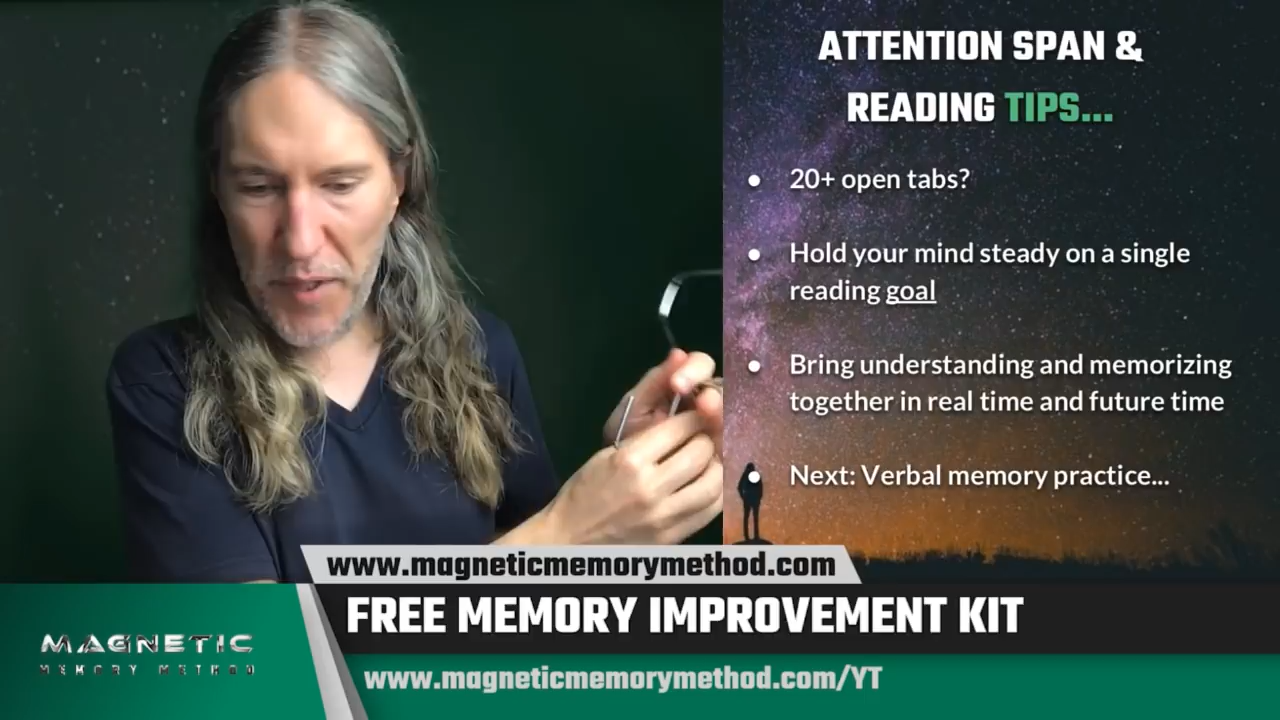 ATTENTION SPAN &
READING TIPS...
• 20+ open tabs?
• Hold your mind steady on a single
reading goal
• Bring understanding and memorizing
together in real time and future time
• Next: Verbal memory practice...
www.magneticmemorymethod.com
FREE MEMORY IMPROVEMENT KIT
MAGNETIC
MEMORY METHOD
www.magneticmemorymethod.com/YT